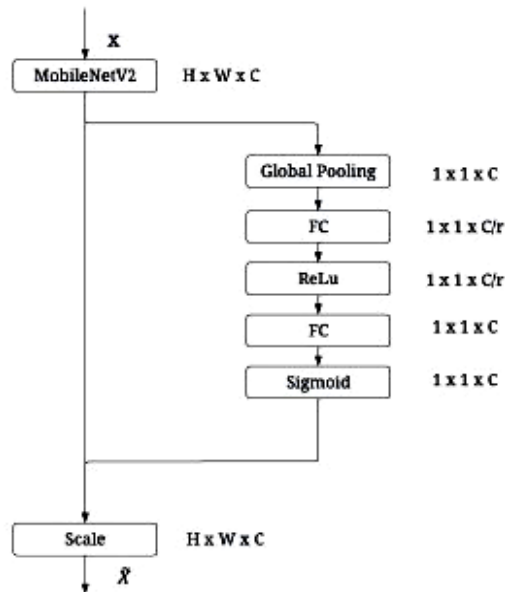 X
MobileNetV2 H x W x C
Global Pooling 1 x 1 x C
FC 1 x 1 x C/r
ReLu 1 x 1 x C/r
FC 1 x 1 x C
Sigmoid 1 x 1 x C
Scale H x W x C
X̃